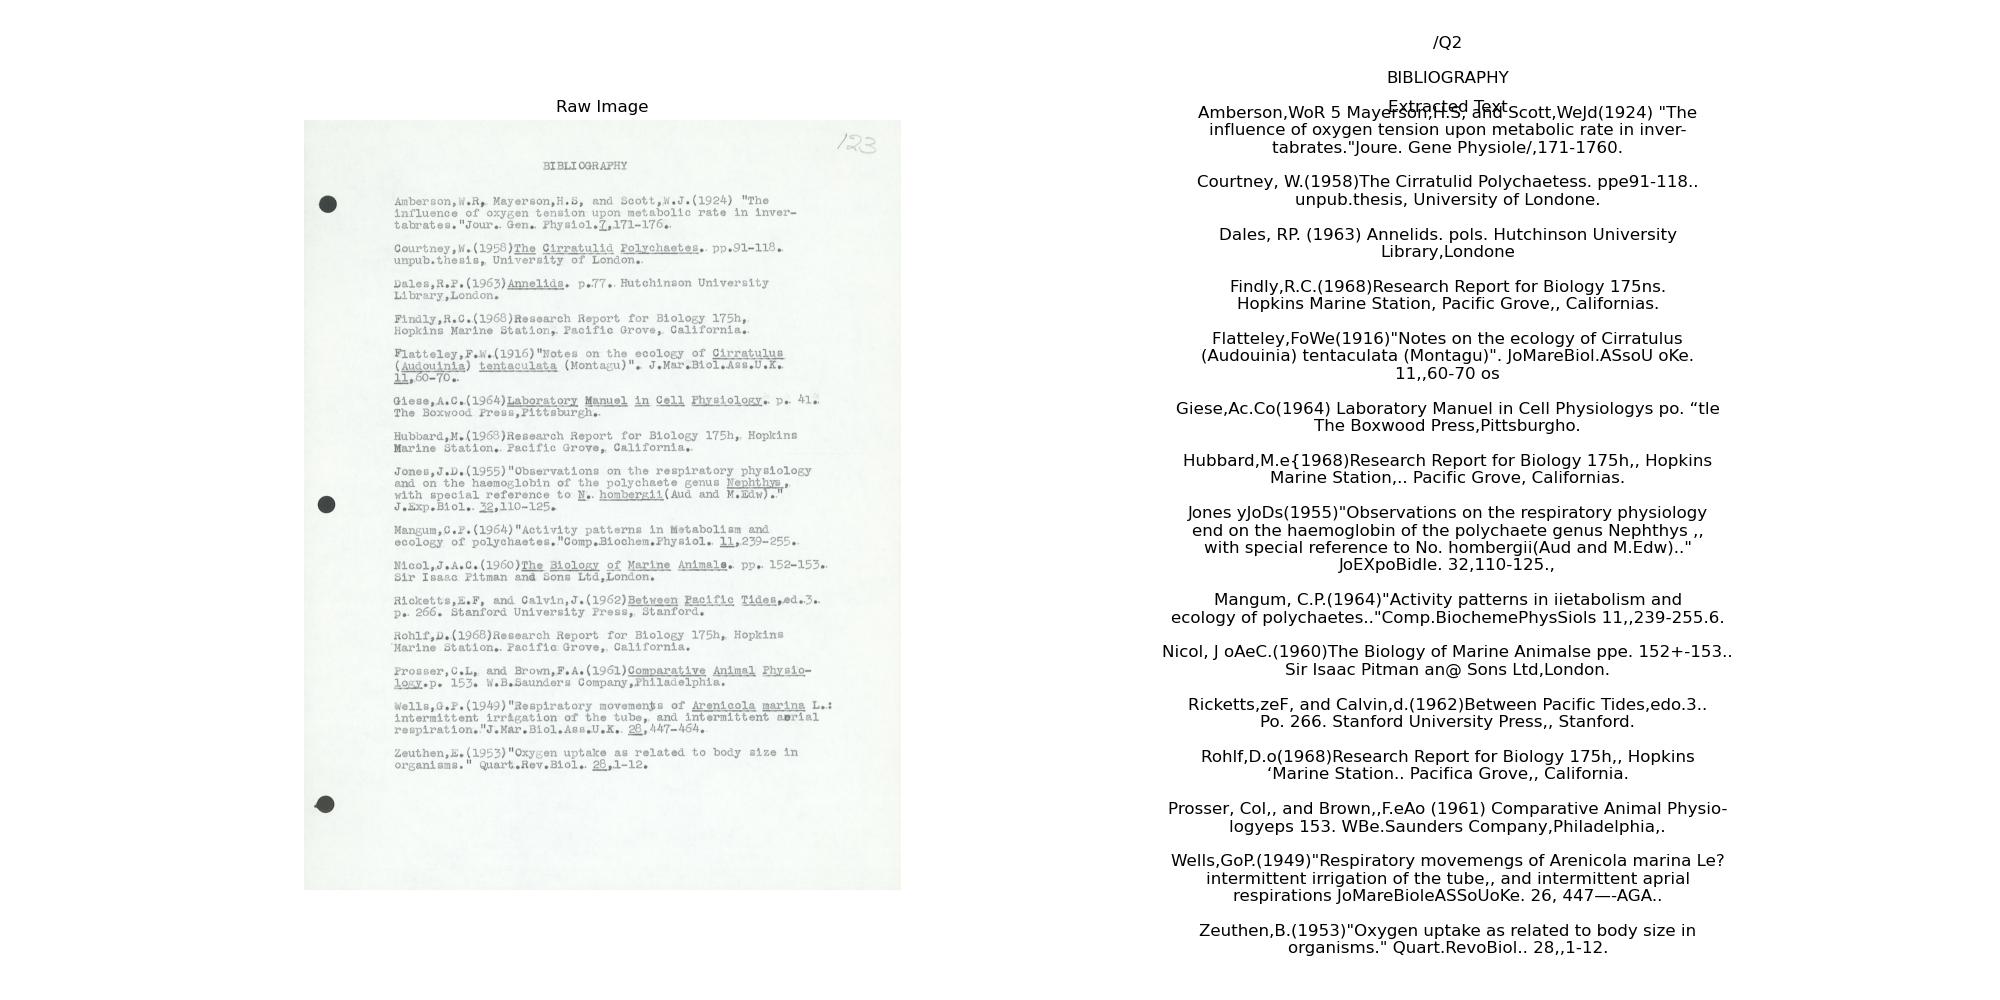 Raw Image
123
BIBLIOGRAPHY
Amberson,W.R, Mayerson,H.S, and Scott,W.J.(1924) "The
influence of oxygen tension upon metabolic rate in inver-
tabrates."Jour. Gen. Physiol.7,171-176.
Courtney,W.(1958)The Cirratulid Polychaetes. pp.91-118.
unpub.thesis, University of London.
Dales,R.P.(1963)Annelids. p.77. Hutchinson University
Library,London.
Findly,R.C.(1968)Research Report for Biology 175h,
Hopkins Marine Station, Pacific Grove, California.
Flatteley,F.W.(1916)"Notes on the ecology of Cirratulus
(Audouinia) tentaculata (Montagu)". J.Mar.Biol.Ass.U.K.
11,60-70.
Giese,A.C.(1964)Laboratory Manuel in Cell Physiology. p. 41.
The Boxwood Press,Pittsburgh.
Hubbard,M.(1968)Research Report for Biology 175h, Hopkins
Marine Station. Pacific Grove, California.
Jones,J.D.(1955)"Observations on the respiratory physiology
and on the haemoglobin of the polychaete genus Nephthys,
with special reference to N. hombergii(Aud and M.Edw)."
J.Exp.Biol. 32,110-125.
Mangum,C.P.(1964)"Activity patterns in Metabolism and
ecology of polychaetes."Comp.Biochem.Physiol. 11,239-255.
Nicol,J.A.C.(1960)The Biology of Marine Animals. pp. 152-153.
Sir Isaac Pitman and Sons Ltd,London.
Ricketts,E.F, and Calvin,J.(1962)Between Pacific Tides,ed.3.
p. 266. Stanford University Press, Stanford.
Rohlf,D.(1968)Research Report for Biology 175h, Hopkins
Marine Station. Pacific Grove, California.
Prosser,C.L, and Brown,F.A.(1961)Comparative Animal Physio-
logy.p. 153. W.B.Saunders Company,Philadelphia.
Wells,G.P.(1949)"Respiratory movements of Arenicola marina L.:
intermittent irrigation of the tube, and intermittent aerial
respiration."J.Mar.Biol.Ass.U.K. 28,447-464.
Zeuthen,E.(1953)"Oxygen uptake as related to body size in
organisms." Quart.Rev.Biol. 28,1-12.
/Q2
BIBLIOGRAPHY
Extracted Text
Amberson,WoR 5 Mayerson,H.S, and Scott,WeJd(1924) "The
influence of oxygen tension upon metabolic rate in inver-
tabrates."Joure. Gene Physiole/,171-1760.
Courtney, W.(1958)The Cirratulid Polychaetess. ppe91-118..
unpub.thesis, University of Londone.
Dales, RP. (1963) Annelids. pols. Hutchinson University
Library,Londone
Findly,R.C.(1968)Research Report for Biology 175ns.
Hopkins Marine Station, Pacific Grove,, Californias.
Flatteley,FoWe(1916)"Notes on the ecology of Cirratulus
(Audouinia) tentaculata (Montagu)". JoMareBiol.ASsoU oKe.
11,,60-70 os
Giese,Ac.Co(1964) Laboratory Manuel in Cell Physiologys po. “tle
The Boxwood Press,Pittsburgho.
Hubbard,M.e{1968)Research Report for Biology 175h,, Hopkins
Marine Station,.. Pacific Grove, Californias.
Jones yJoDs(1955)"Observations on the respiratory physiology
end on the haemoglobin of the polychaete genus Nephthys ,,
with special reference to No. hombergii(Aud and M.Edw).."
JoEXpoBidle. 32,110-125.,
Mangum, C.P.(1964)"Activity patterns in iietabolism and
ecology of polychaetes.."Comp.BiochemePhysSiols 11,,239-255.6.
Nicol, J oAeC.(1960)The Biology of Marine Animalse ppe. 152+-153..
Sir Isaac Pitman an@ Sons Ltd,London.
Ricketts,zeF, and Calvin,d.(1962)Between Pacific Tides,edo.3..
Po. 266. Stanford University Press,, Stanford.
Rohlf,D.o(1968)Research Report for Biology 175h,, Hopkins
‘Marine Station.. Pacifica Grove,, California.
Prosser, Col,, and Brown,,F.eAo (1961) Comparative Animal Physio-
logyeps 153. WBe.Saunders Company,Philadelphia,.
Wells,GoP.(1949)"Respiratory movemengs of Arenicola marina Le?
intermittent irrigation of the tube,, and intermittent aprial
respirations JoMareBioleASSoUoKe. 26, 447—-AGA..
Zeuthen,B.(1953)"Oxygen uptake as related to body size in
organisms." Quart.RevoBiol.. 28,,1-12.